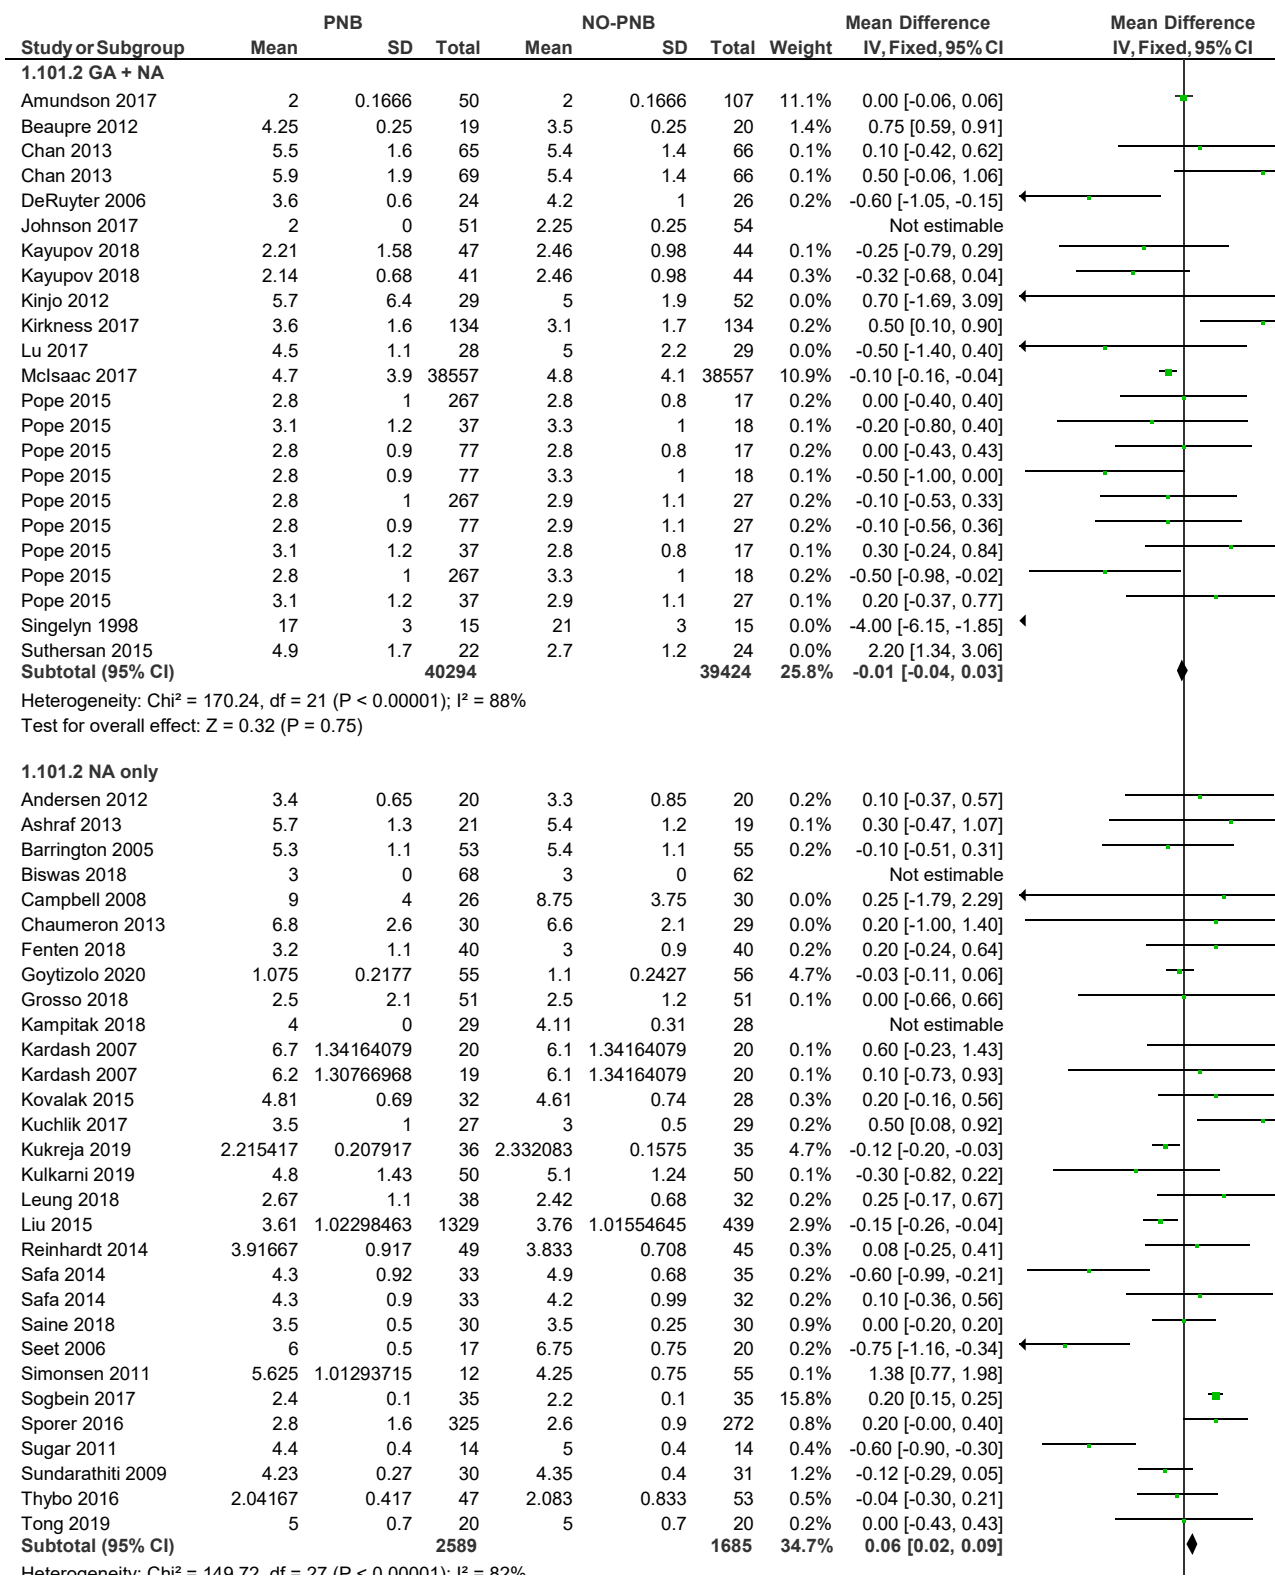 PNB NO-PNB Mean Difference Mean Difference
Study or Subgroup Mean SD Total Mean SD Total Weight IV, Fixed, 95% CI IV, Fixed, 95% CI
1.101.2 GA + NA
Amundson 2017 2 0.1666 50 2 0.1666 107 11.1% 0.00 [-0.06, 0.06]
Beaupre 2012 4.25 0.25 19 3.5 0.25 20 1.4% 0.75 [0.59, 0.91]
Chan 2013 5.5 1.6 65 5.4 1.4 66 0.1% 0.10 [-0.42, 0.62]
Chan 2013 5.9 1.9 69 5.4 1.4 66 0.1% 0.50 [-0.06, 1.06]
DeRuyter 2006 3.6 0.6 24 4.2 1 26 0.2% -0.60 [-1.05, -0.15]
Johnson 2017 2 0 51 2.25 0.25 54 Not estimable
Kayupov 2018 2.21 1.58 47 2.46 0.98 44 0.1% -0.25 [-0.79, 0.29]
Kayupov 2018 2.14 0.68 41 2.46 0.98 44 0.3% -0.32 [-0.68, 0.04]
Kinjo 2012 5.7 6.4 29 5 1.9 52 0.0% 0.70 [-1.69, 3.09]
Kirkness 2017 3.6 1.6 134 3.1 1.7 134 0.2% 0.50 [0.10, 0.90]
Lu 2017 4.5 1.1 28 5 2.2 29 0.0% -0.50 [-1.40, 0.40]
McIsaac 2017 4.7 3.9 38557 4.8 4.1 38557 10.9% -0.10 [-0.16, -0.04]
Pope 2015 2.8 1 267 2.8 0.8 17 0.2% 0.00 [-0.40, 0.40]
Pope 2015 3.1 1.2 37 3.3 1 18 0.1% -0.20 [-0.80, 0.40]
Pope 2015 2.8 0.9 77 2.8 0.8 17 0.2% 0.00 [-0.43, 0.43]
Pope 2015 2.8 0.9 77 3.3 1 18 0.1% -0.50 [-1.00, 0.00]
Pope 2015 2.8 1 267 2.9 1.1 27 0.2% -0.10 [-0.53, 0.33]
Pope 2015 2.8 0.9 77 2.9 1.1 27 0.2% -0.10 [-0.56, 0.36]
Pope 2015 3.1 1.2 37 2.8 0.8 17 0.1% 0.30 [-0.24, 0.84]
Pope 2015 2.8 1 267 3.3 1 18 0.2% -0.50 [-0.98, -0.02]
Pope 2015 3.1 1.2 37 2.9 1.1 27 0.1% 0.20 [-0.37, 0.77]
Singelyn 1998 17 3 15 21 3 15 0.0% -4.00 [-6.15, -1.85]
Suthersan 2015 4.9 1.7 22 2.7 1.2 24 0.0% 2.20 [1.34, 3.06]
Subtotal (95% CI) 40294 39424 25.8% -0.01 [-0.04, 0.03]
Heterogeneity: Chi² = 170.24, df = 21 (P < 0.00001); I² = 88%
Test for overall effect: Z = 0.32 (P = 0.75)
1.101.2 NA only
Andersen 2012 3.4 0.65 20 3.3 0.85 20 0.2% 0.10 [-0.37, 0.57]
Ashraf 2013 5.7 1.3 21 5.4 1.2 19 0.1% 0.30 [-0.47, 1.07]
Barrington 2005 5.3 1.1 53 5.4 1.1 55 0.2% -0.10 [-0.51, 0.31]
Biswas 2018 3 0 68 3 0 62 Not estimable
Campbell 2008 9 4 26 8.75 3.75 30 0.0% 0.25 [-1.79, 2.29]
Chaumeron 2013 6.8 2.6 30 6.6 2.1 29 0.0% 0.20 [-1.00, 1.40]
Fenten 2018 3.2 1.1 40 3 0.9 40 0.2% 0.20 [-0.24, 0.64]
Goytizolo 2020 1.075 0.2177 55 1.1 0.2427 56 4.7% -0.03 [-0.11, 0.06]
Grosso 2018 2.5 2.1 51 2.5 1.2 51 0.1% 0.00 [-0.66, 0.66]
Kampitak 2018 4 0 29 4.11 0.31 28 Not estimable
Kardash 2007 6.7 1.34164079 20 6.1 1.34164079 20 0.1% 0.60 [-0.23, 1.43]
Kardash 2007 6.2 1.30766968 19 6.1 1.34164079 20 0.1% 0.10 [-0.73, 0.93]
Kovalak 2015 4.81 0.69 32 4.61 0.74 28 0.3% 0.20 [-0.16, 0.56]
Kuchlik 2017 3.5 1 27 3 0.5 29 0.2% 0.50 [0.08, 0.92]
Kukreja 2019 2.215417 0.207917 36 2.332083 0.1575 35 4.7% -0.12 [-0.20, -0.03]
Kulkarni 2019 4.8 1.43 50 5.1 1.24 50 0.1% -0.30 [-0.82, 0.22]
Leung 2018 2.67 1.1 38 2.42 0.68 32 0.2% 0.25 [-0.17, 0.67]
Liu 2015 3.61 1.02298463 1329 3.76 1.01554645 439 2.9% -0.15 [-0.26, -0.04]
Reinhardt 2014 3.91667 0.917 49 3.833 0.708 45 0.3% 0.08 [-0.25, 0.41]
Safa 2014 4.3 0.92 33 4.9 0.68 35 0.2% -0.60 [-0.99, -0.21]
Safa 2014 4.3 0.9 33 4.2 0.99 32 0.2% 0.10 [-0.36, 0.56]
Saine 2018 3.5 0.5 30 3.5 0.25 30 0.9% 0.00 [-0.20, 0.20]
Seet 2006 6 0.5 17 6.75 0.75 20 0.2% -0.75 [-1.16, -0.34]
Simonsen 2011 5.625 1.01293715 12 4.25 0.75 55 0.1% 1.38 [0.77, 1.98]
Sogbein 2017 2.4 0.1 35 2.2 0.1 35 15.8% 0.20 [0.15, 0.25]
Sporer 2016 2.8 1.6 325 2.6 0.9 272 0.8% 0.20 [-0.00, 0.40]
Sugar 2011 4.4 0.4 14 5 0.4 14 0.4% -0.60 [-0.90, -0.30]
Sundarathiti 2009 4.23 0.27 30 4.35 0.4 31 1.2% -0.12 [-0.29, 0.05]
Thybo 2016 2.04167 0.417 47 2.083 0.833 53 0.5% -0.04 [-0.30, 0.21]
Tong 2019 5 0.7 20 5 0.7 20 0.2% 0.00 [-0.43, 0.43]
Subtotal (95% CI) 2589 1685 34.7% 0.06 [0.02, 0.09]
Heterogeneity: Chi² = 149.72, df = 27 (P < 0.00001); I² = 82%